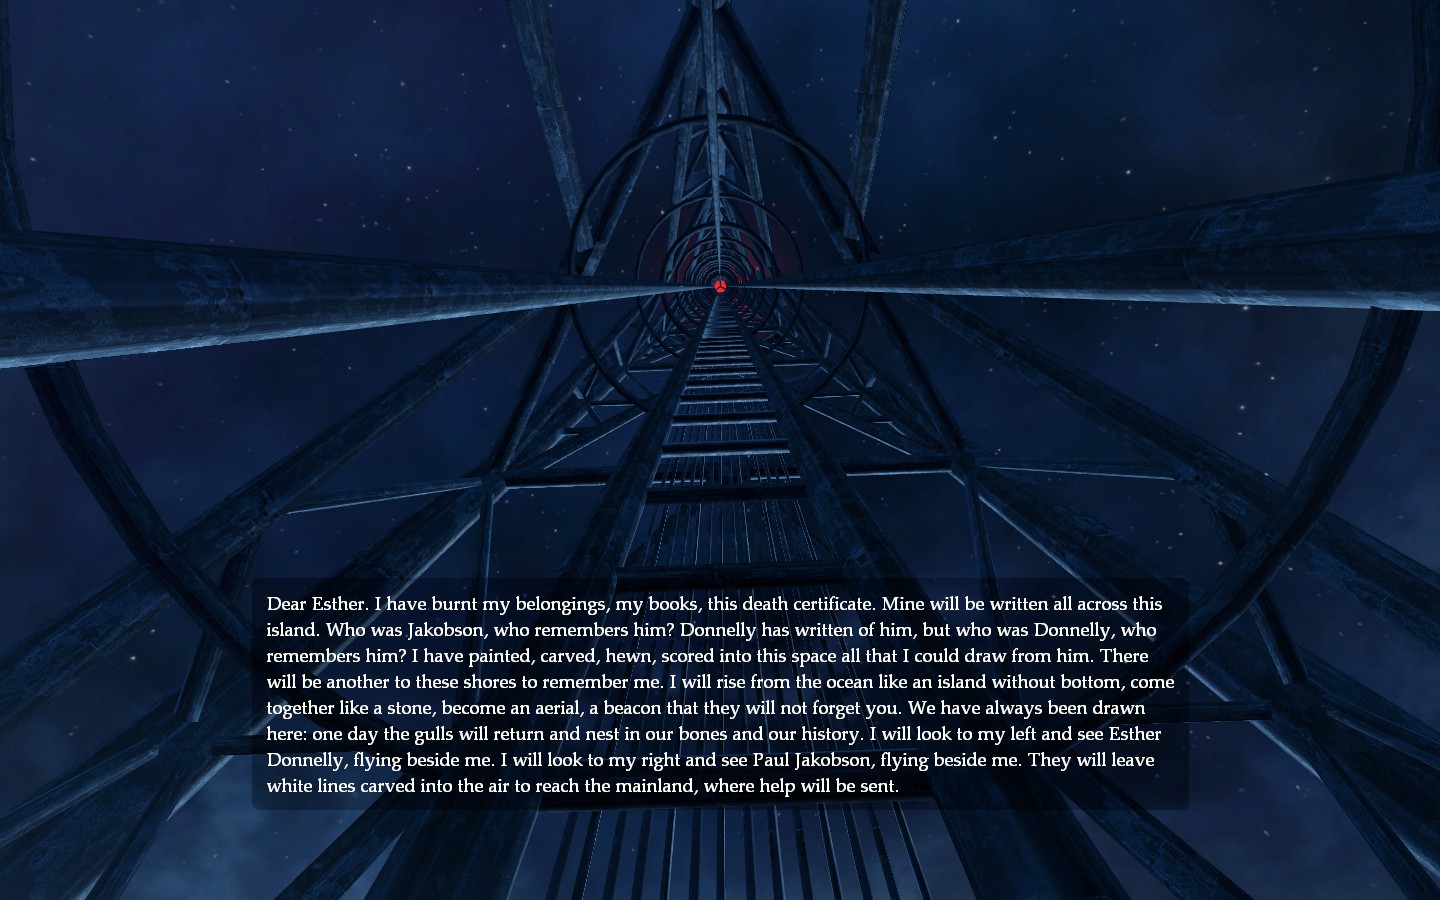 Dear Esther. I have burnt my belongings, my books, this death certificate. Mine will be written all across this
island. Who was Jakobson, who remembers him? Donnelly has written of him, but who was Donnelly, who
remembers him? I have painted, carved, hewn, scored into this space all that I could draw from him. There
will be another to these shores to remember me. I will rise from the ocean like an island without bottom, come
together like a stone, become an aerial, a beacon that they will not forget you. We have always been drawn
here: one day the gulls will return and nest in our bones and our history. I will look to my left and see Esther
Donnelly, flying beside me. I will look to my right and see Paul Jakobson, flying beside me. They will leave
white lines carved into the air to reach the mainland, where help will be sent.